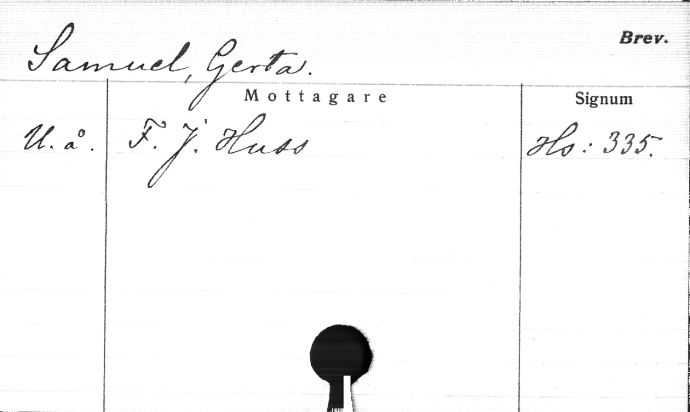 Brev.
Samuel, Gerta.
Mottagare Signum
U. å. F. J. Huss Hs: 335.